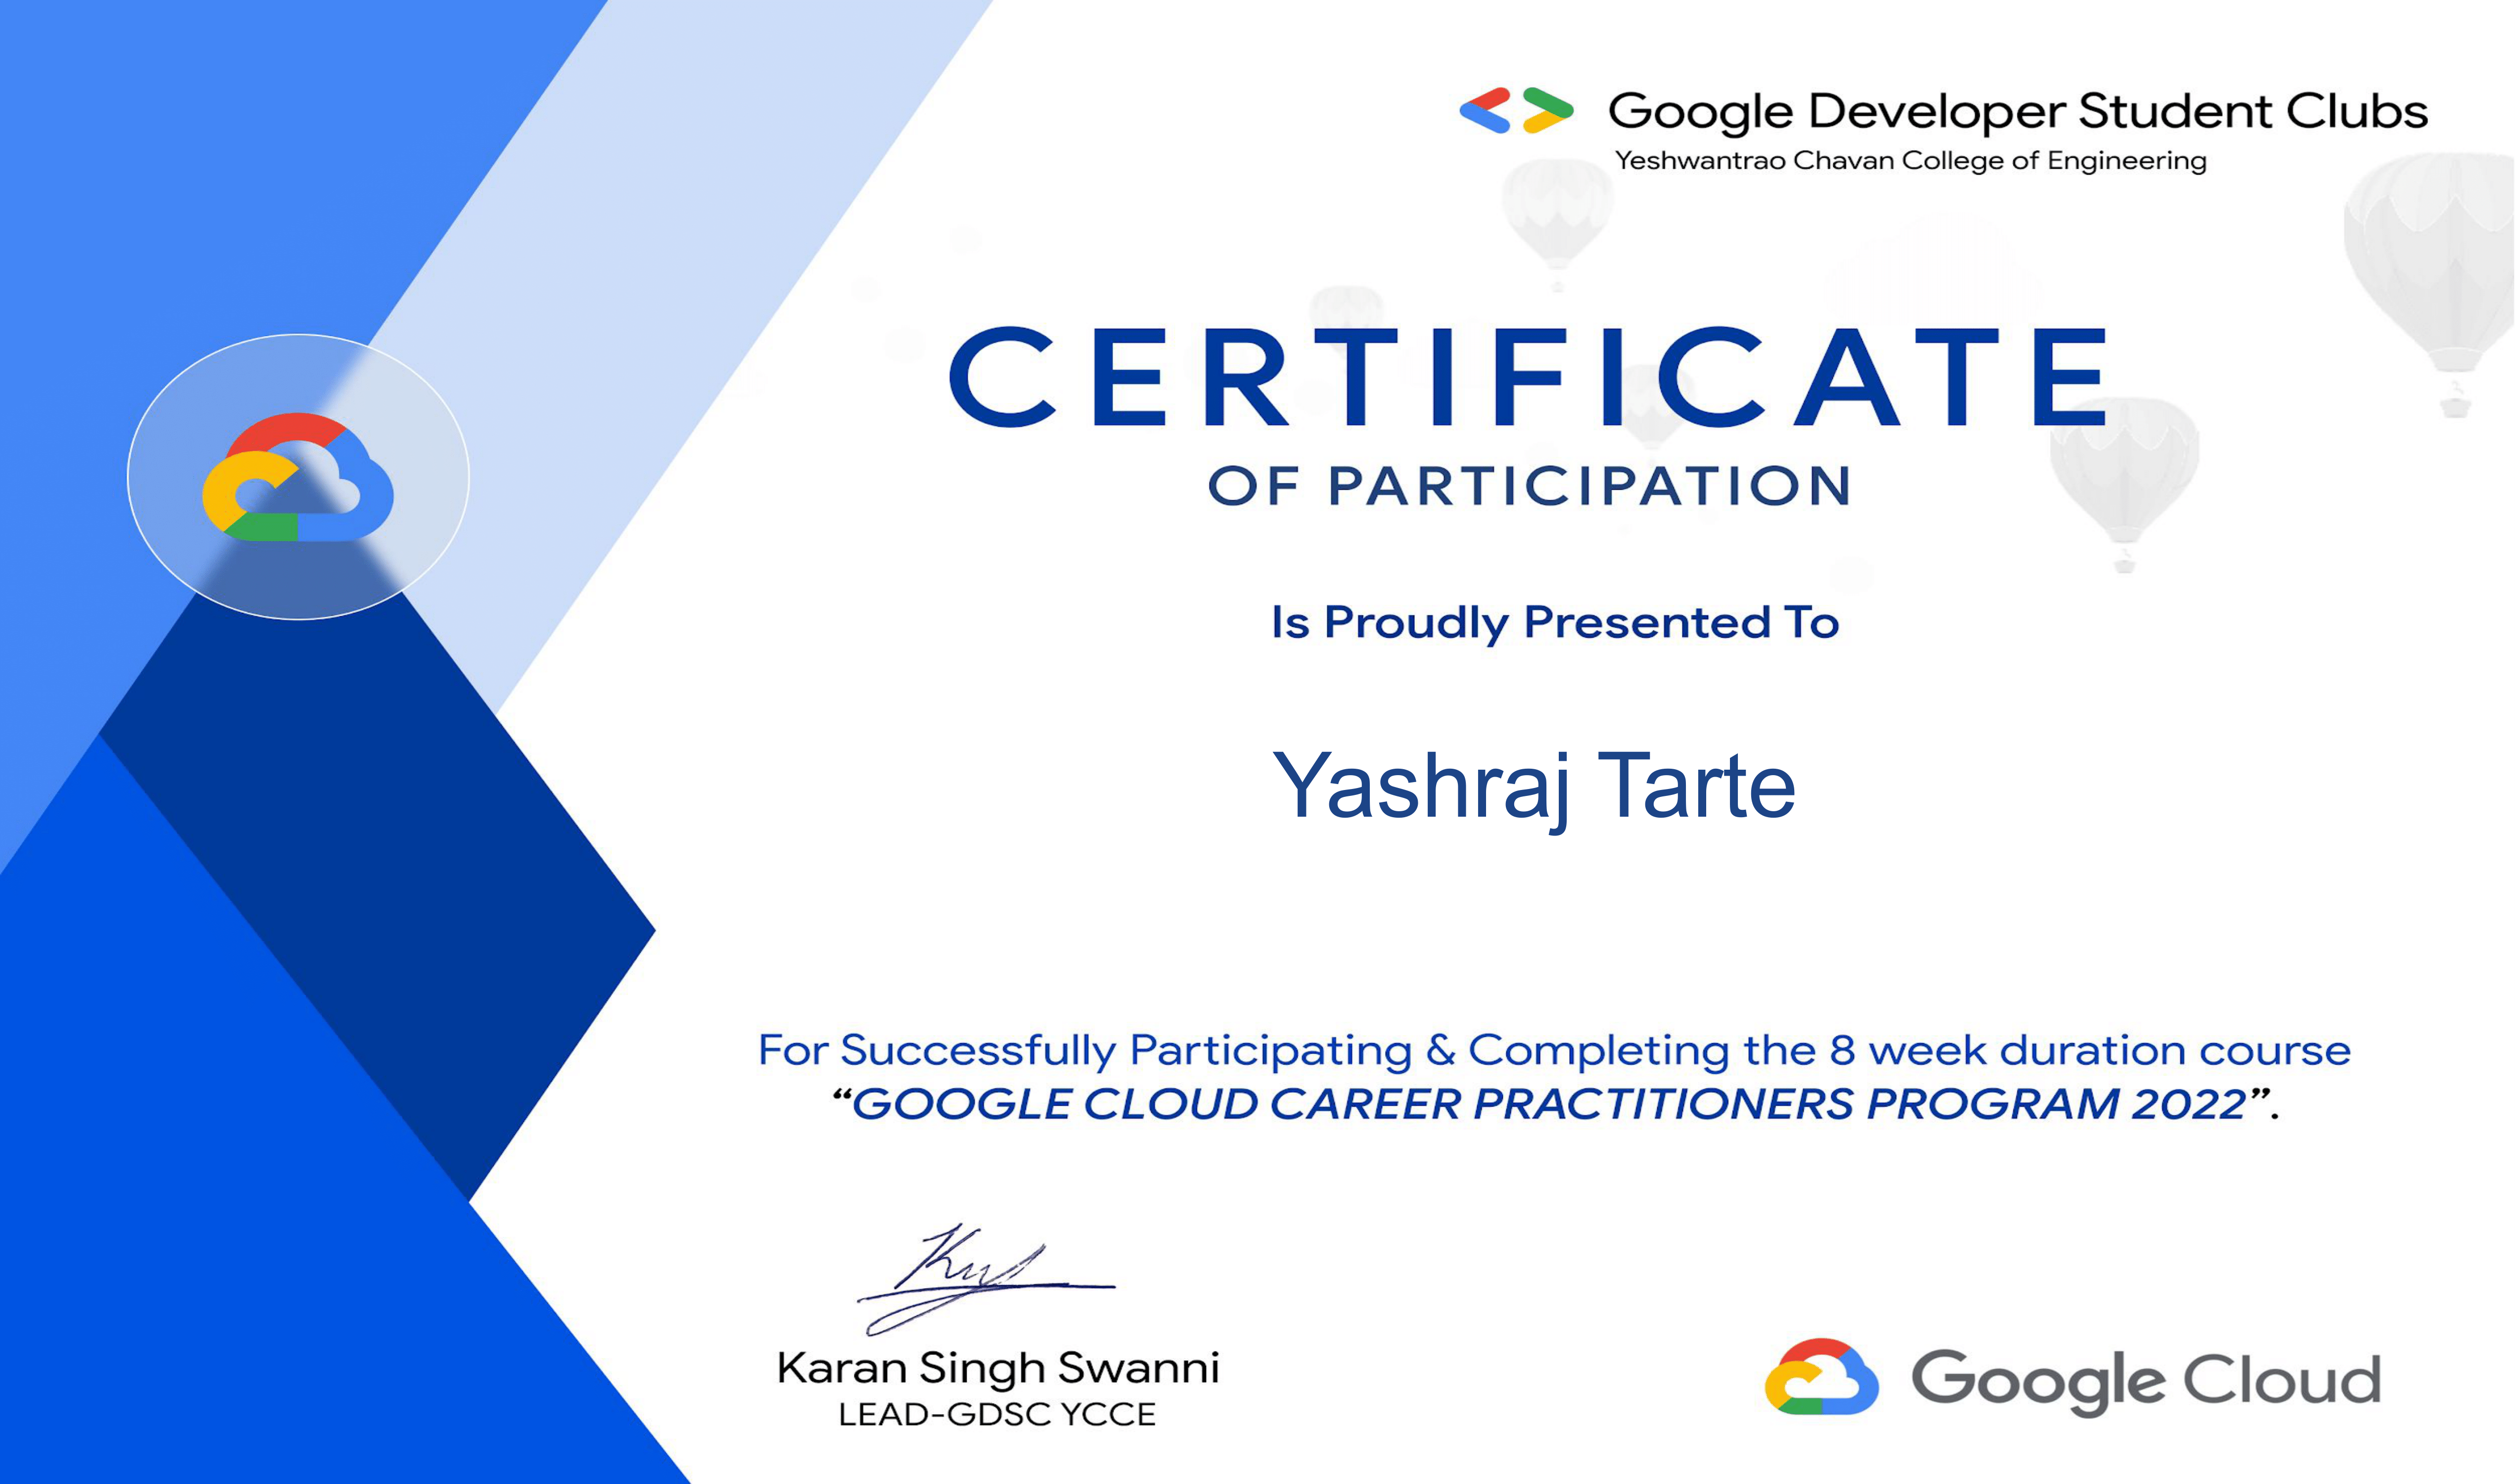 Google Developer Student Clubs
Yeshwantrao Chavan College of Engineering
CERTIFICATE
OF PARTICIPATION
Is Proudly Presented To
Yashraj Tarte
For Successfully Participating & Completing the 8 week duration course
“GOOGLE CLOUD CAREER PRACTITIONERS PROGRAM 2022”.
Karan Singh Swanni
LEAD-GDSC YCCE
Google Cloud